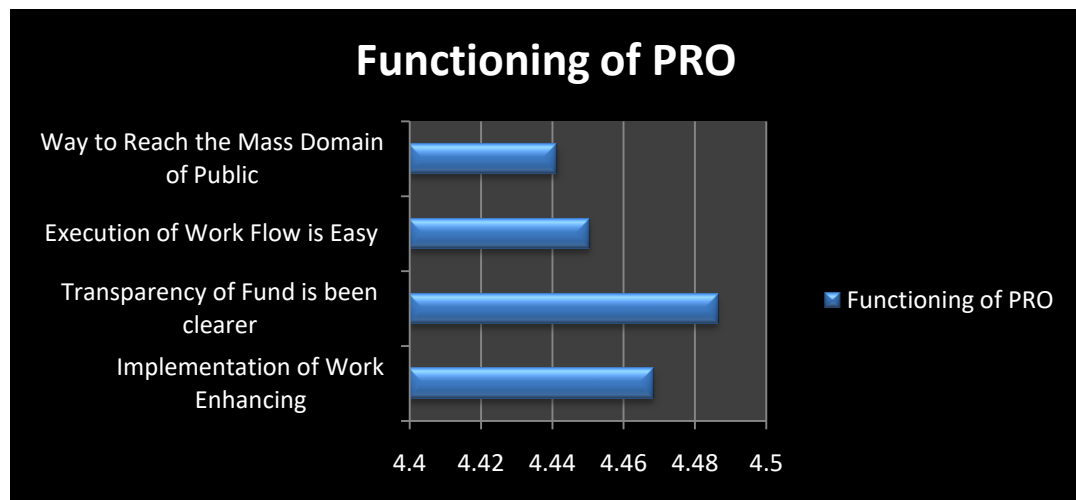 Functioning of PRO
Way to Reach the Mass Domain
of Public
Execution of Work Flow is Easy
Transparency of Fund is been
clearer
Implementation of Work
Enhancing
Functioning of PRO
4.4 4.42 4.44 4.46 4.48 4.5